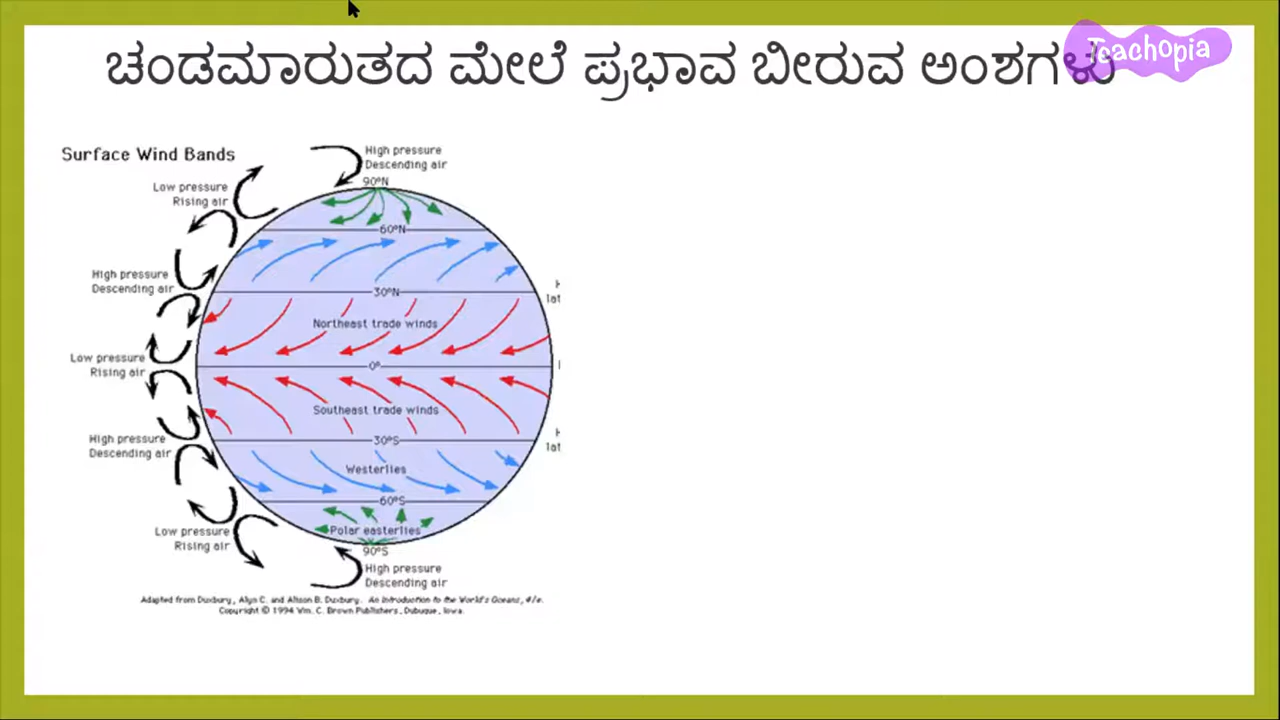 ಚಂಡಮಾರುತದ ಮೇಲೆ ಪ್ರಭಾವ ಬೀರುವ ಅಂಶಗಳು
Teachopia
Surface Wind Bands
High pressure
Descending air
90°N
Low pressure
Rising air
60°N
High pressure
Descending air
30°N
Northeast trade winds
Low pressure
Rising air
0°
Southeast trade winds
High pressure
Descending air
30°S
Westerlies
60°S
Low pressure
Rising air
Polar easterlies
90°S
High pressure
Descending air
Adapted from Duxbury, Alyn C. and Alison B. Duxbury. An Introduction to the World's Oceans, 4/e.
Copyright © 1994 Wm. C. Brown Publishers, Dubuque, Iowa.